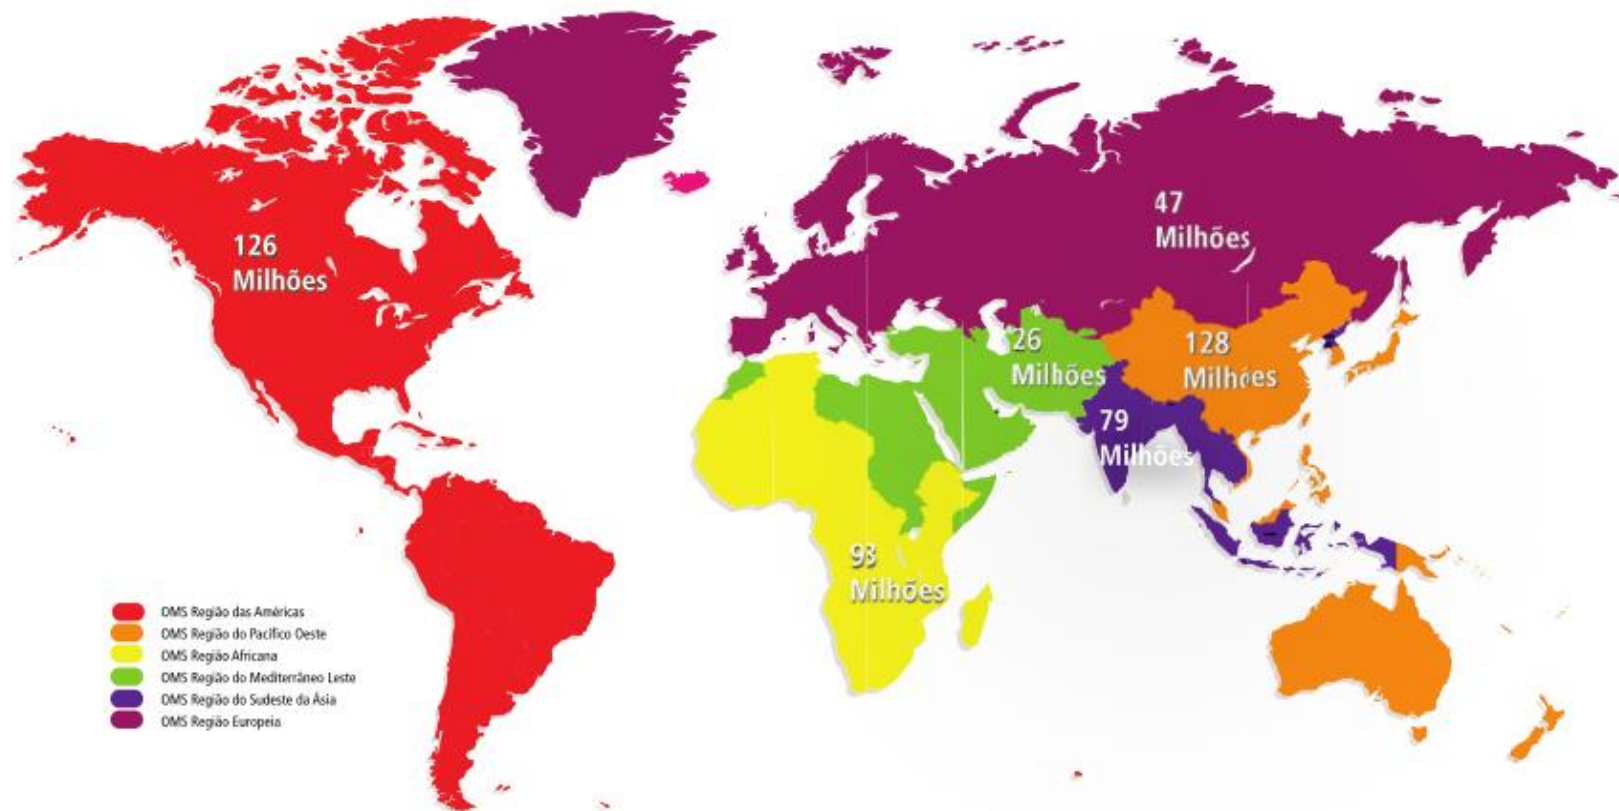 126
Milhões
47
Milhões
26
Milhões
128
Milhões
79
Milhões
93
Milhões
OMS Região das Américas
OMS Região do Pacífico Oeste
OMS Região Africana
OMS Região do Mediterrâneo Leste
OMS Região do Sudeste da Ásia
OMS Região Europeia